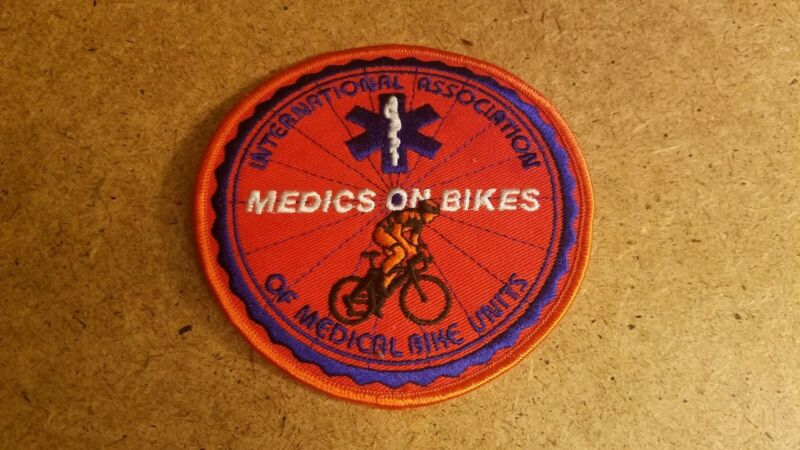 INTERNATIONAL ASSOCIATION
MEDICS ON BIKES
OF MEDICAL BIKE UNITS